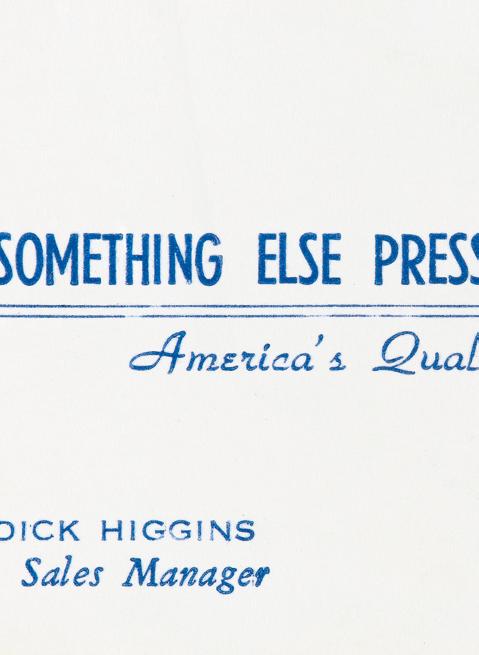 SOMETHING ELSE PRESS
America's Qual
DICK HIGGINS
Sales Manager